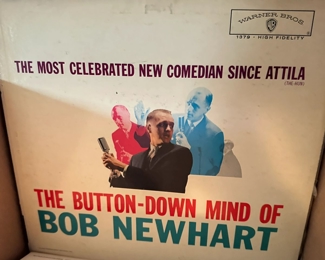 WARNER BROS.
1379 - HIGH FIDELITY
THE MOST CELEBRATED NEW COMEDIAN SINCE ATTILA
(THE HUN)
THE BUTTON-DOWN MIND OF
BOB NEWHART